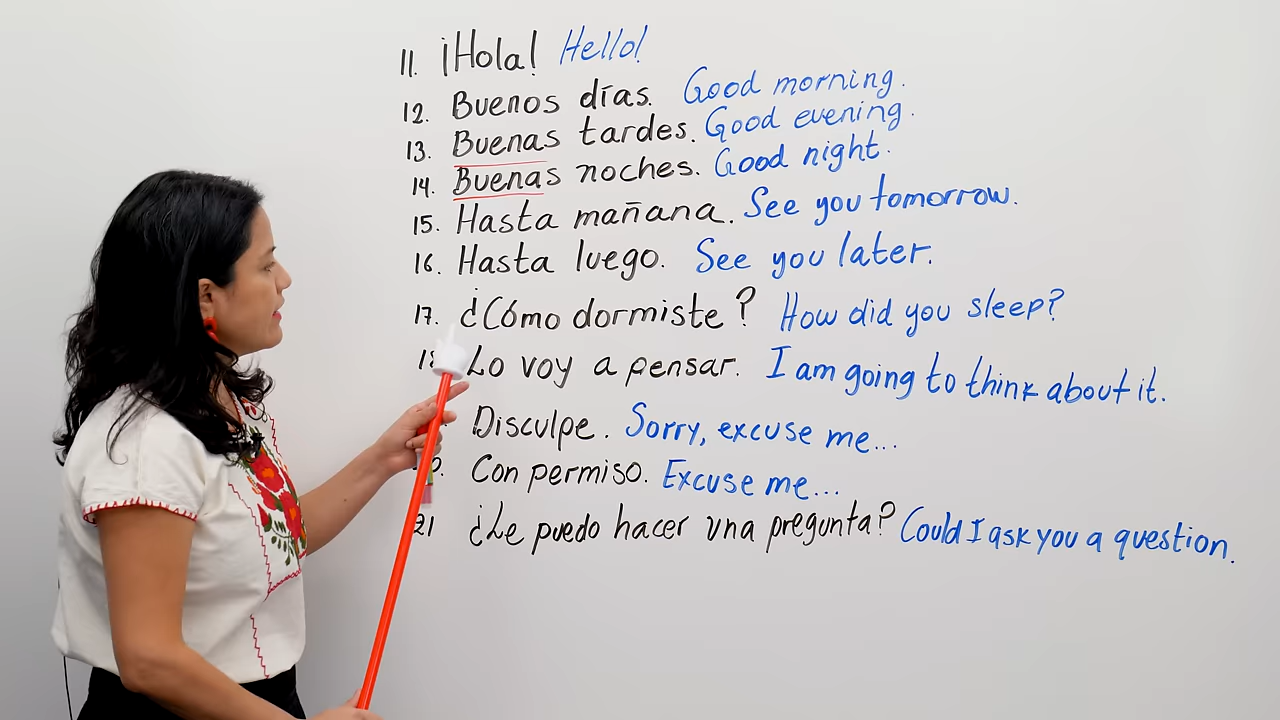 11. ¡Hola! Hello!
12. Buenos días. Good morning.
13. Buenas tardes. Good evening.
14. Buenas noches. Good night.
15. Hasta mañana. See you tomorrow.
16. Hasta luego. See you later.
17. ¿Cómo dormiste? How did you sleep?
Lo voy a pensar. I am going to think about it.
Disculpe. Sorry, excuse me...
Con permiso. Excuse me...
21 ¿Le puedo hacer una pregunta? Could I ask you a question.